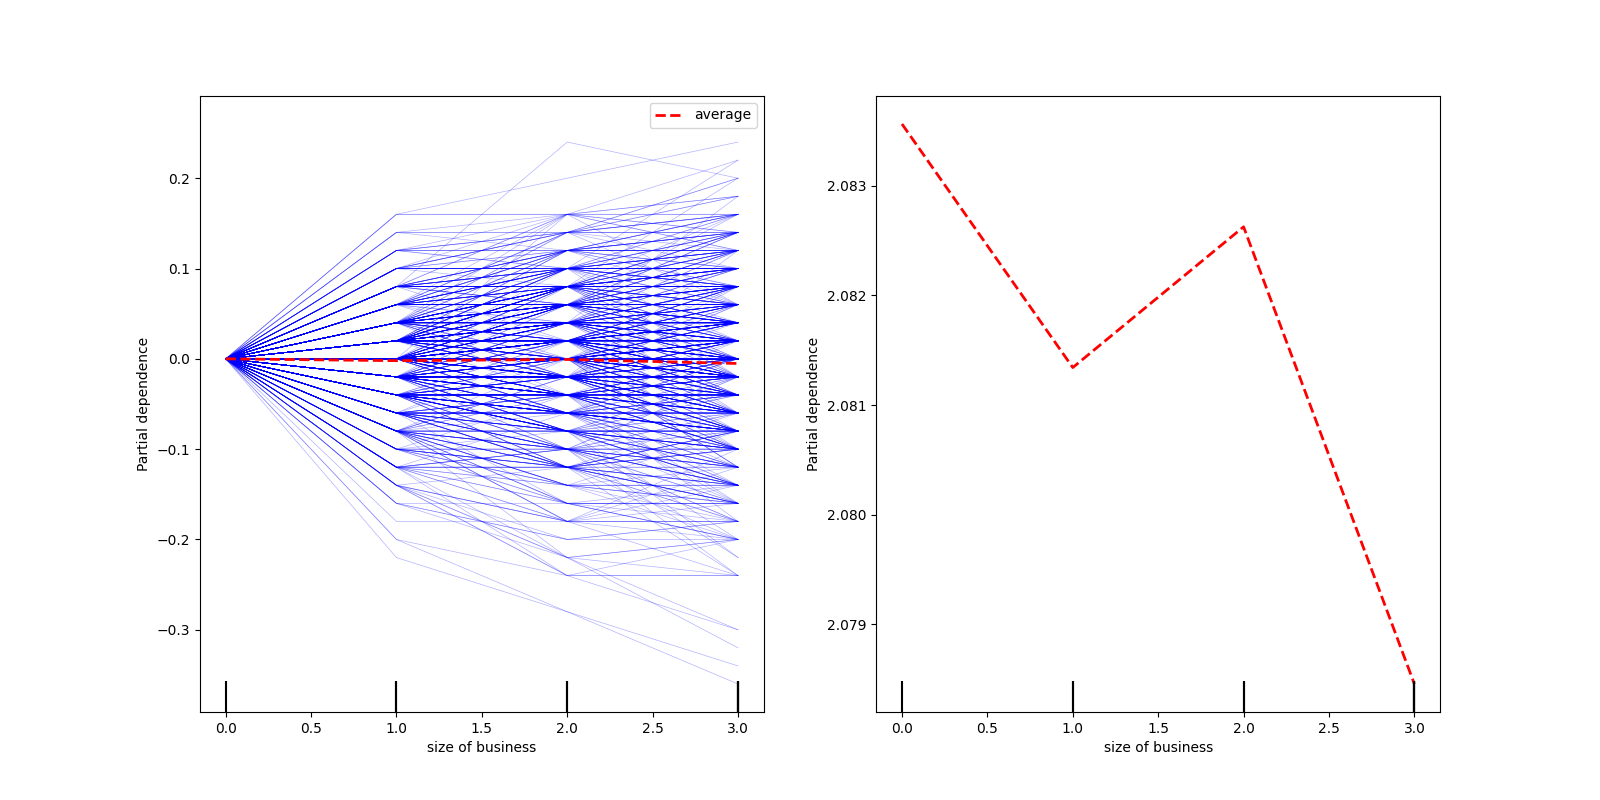 average
0.2
0.1
0.0
−0.1
−0.2
−0.3
Partial dependence
0.0 0.5 1.0 1.5 2.0 2.5 3.0
size of business
2.083
2.082
2.081
2.080
2.079
Partial dependence
0.0 0.5 1.0 1.5 2.0 2.5 3.0
size of business